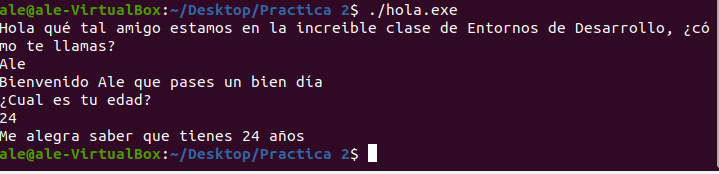 ale@ale-VirtualBox:~/Desktop/Practica 2$ ./hola.exe
Hola qué tal amigo estamos en la increible clase de Entornos de Desarrollo, ¿có
mo te llamas?
Ale
Bienvenido Ale que pases un bien día
¿Cual es tu edad?
24
Me alegra saber que tienes 24 años
ale@ale-VirtualBox:~/Desktop/Practica 2$